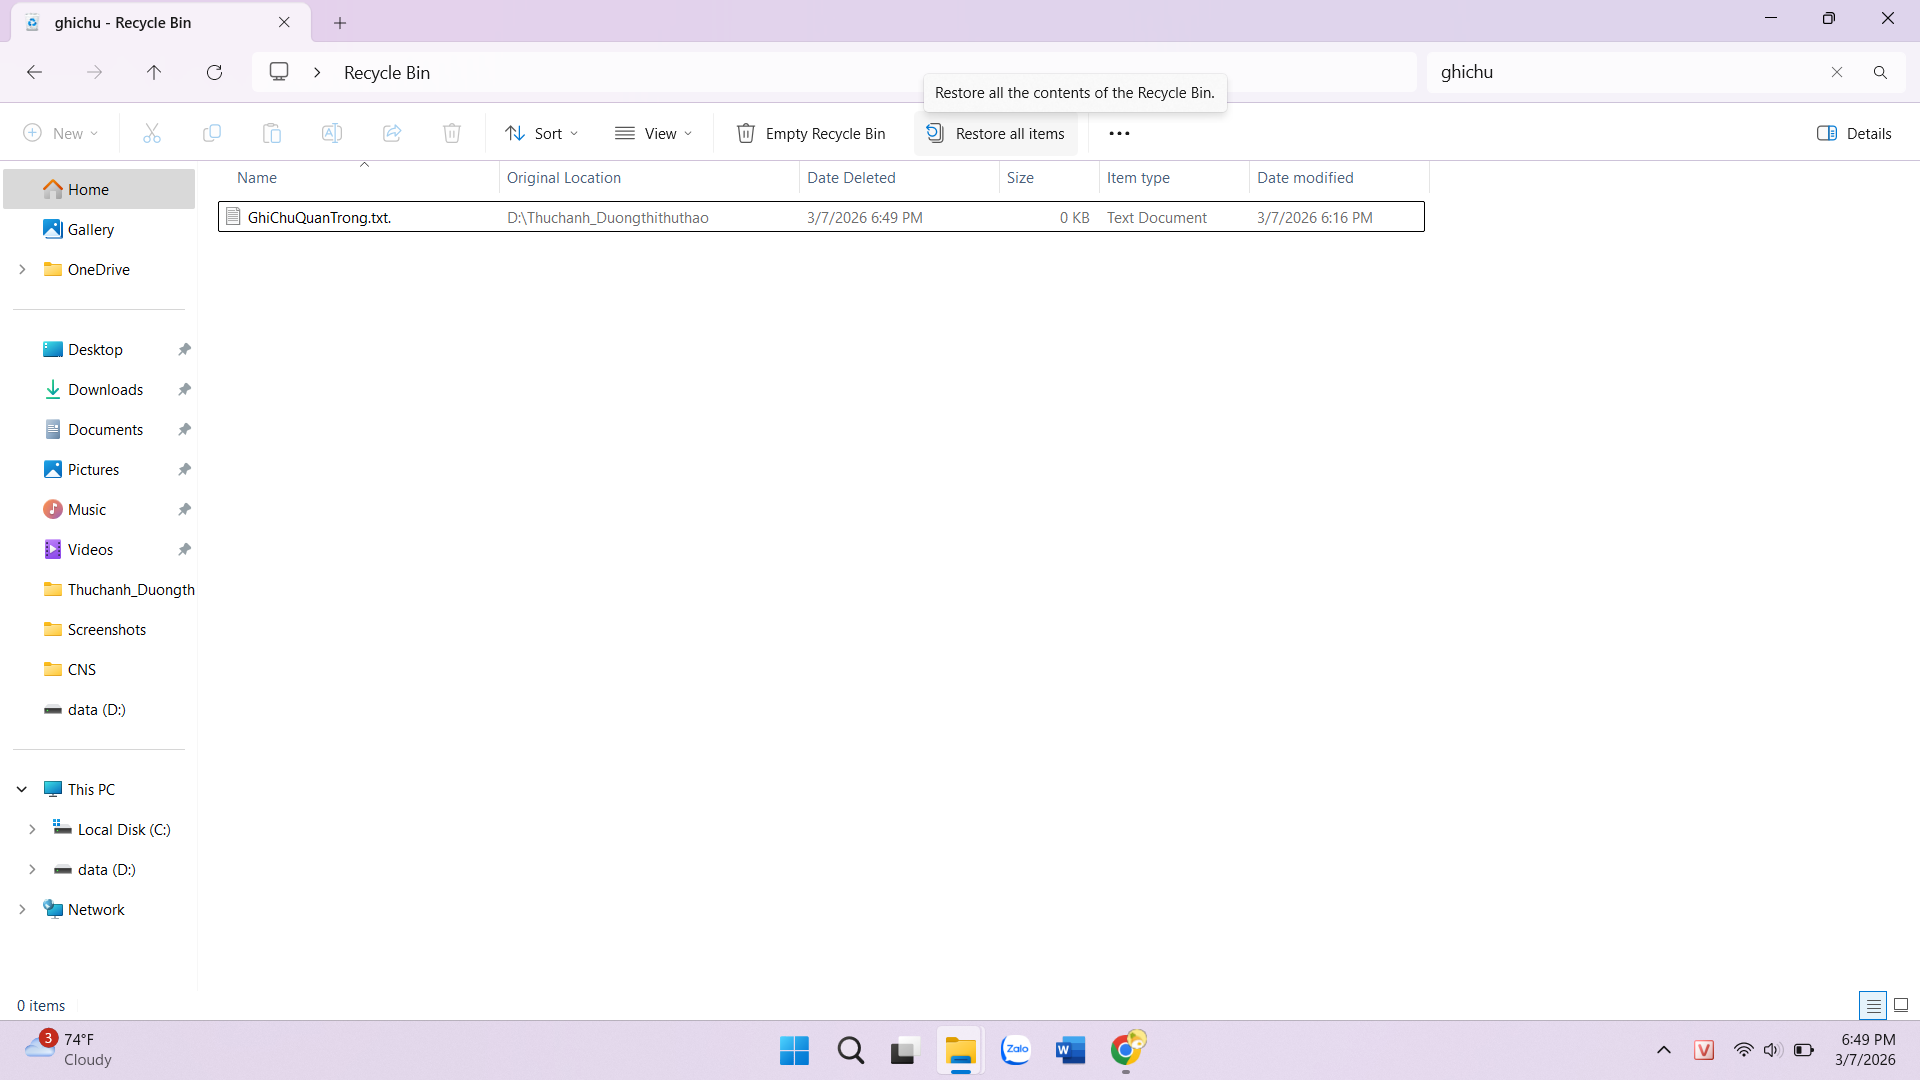 ghichu - Recycle Bin
Recycle Bin
ghichu
Restore all the contents of the Recycle Bin.
New
Sort
View
Empty Recycle Bin
Restore all items
Details
Name
Original Location
Date Deleted
Size
Item type
Date modified
GhiChuQuanTrong.txt.
D:\Thuchanh_Duongthithuthao
3/7/2026 6:49 PM
0 KB
Text Document
3/7/2026 6:16 PM
Home
Gallery
OneDrive
Desktop
Downloads
Documents
Pictures
Music
Videos
Thuchanh_Duongth
Screenshots
CNS
data (D:)
This PC
Local Disk (C:)
data (D:)
Network
0 items
3
74°F
Cloudy
Zalo
W
V
6:49 PM
3/7/2026